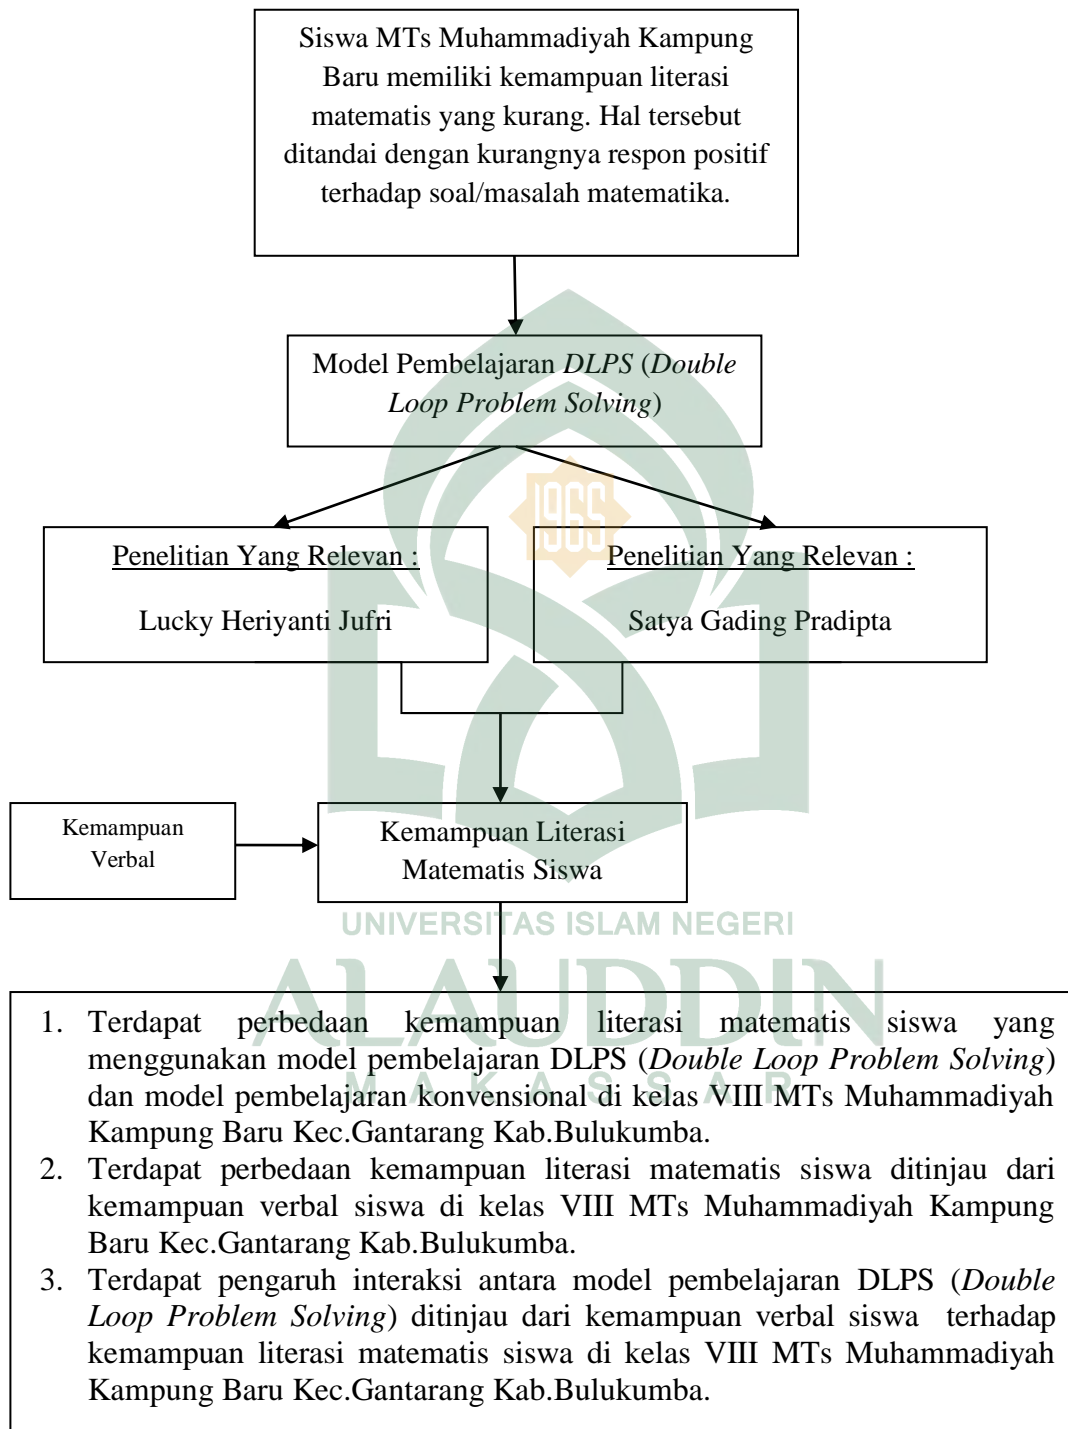 Siswa MTs Muhammadiyah Kampung
Baru memiliki kemampuan literasi
matematis yang kurang. Hal tersebut
ditandai dengan kurangnya respon positif
terhadap soal/masalah matematika.
Model Pembelajaran DLPS (Double
Loop Problem Solving)
1965
Penelitian Yang Relevan :
Lucky Heriyanti Jufri
Penelitian Yang Relevan :
Satya Gading Pradipta
Kemampuan
Verbal
Kemampuan Literasi
Matematis Siswa
UNIVERSITAS ISLAM NEGERI
ALAUDDIN
MAKASSAR
1. Terdapat perbedaan kemampuan literasi matematis siswa yang
menggunakan model pembelajaran DLPS (Double Loop Problem Solving)
dan model pembelajaran konvensional di kelas VIII MTs Muhammadiyah
Kampung Baru Kec.Gantarang Kab.Bulukumba.
2. Terdapat perbedaan kemampuan literasi matematis siswa ditinjau dari
kemampuan verbal siswa di kelas VIII MTs Muhammadiyah Kampung
Baru Kec.Gantarang Kab.Bulukumba.
3. Terdapat pengaruh interaksi antara model pembelajaran DLPS (Double
Loop Problem Solving) ditinjau dari kemampuan verbal siswa terhadap
kemampuan literasi matematis siswa di kelas VIII MTs Muhammadiyah
Kampung Baru Kec.Gantarang Kab.Bulukumba.